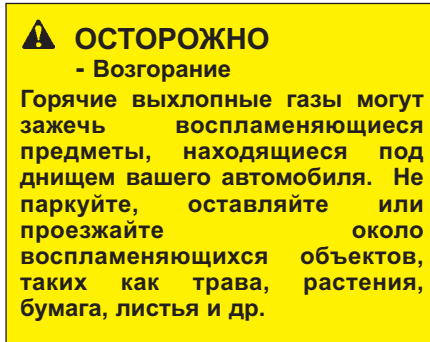 ОСТОРОЖНО
- Возгорание
Горячие выхлопные газы могут
зажечь воспламеняющиеся
предметы, находящиеся под
днищем вашего автомобиля. Не
паркуйте, оставляйте или
проезжайте около
воспламеняющихся объектов,
таких как трава, растения,
бумага, листья и др.